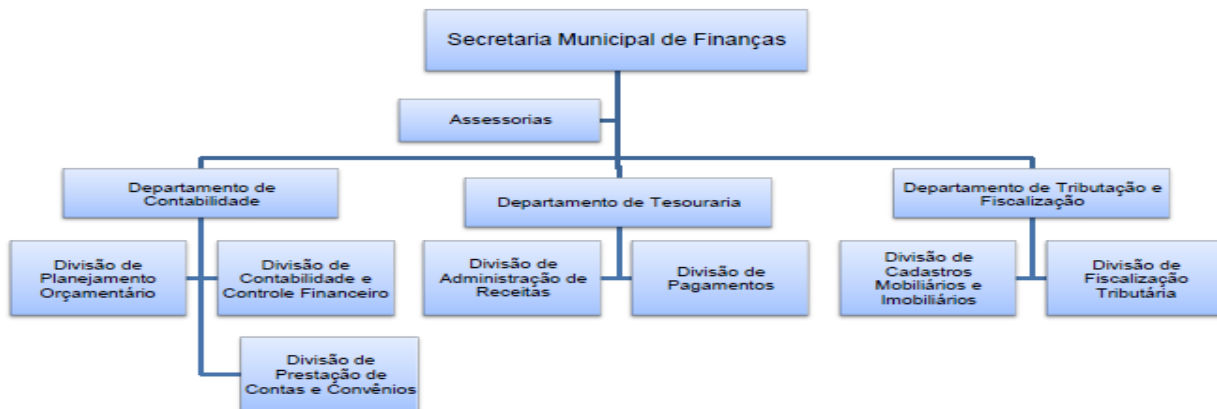 Secretaria Municipal de Finanças
Assessorias
Departamento de
Contabilidade
Departamento de Tesouraria
Departamento de Tributação e
Fiscalização
Divisão de
Planejamento
Orçamentário
Divisão de
Contabilidade e
Controle Financeiro
Divisão de
Administração de
Receitas
Divisão de
Pagamentos
Divisão de
Cadastros
Mobiliários e
Imobiliários
Divisão de
Fiscalização
Tributária
Divisão de
Prestação de
Contas e Convênios